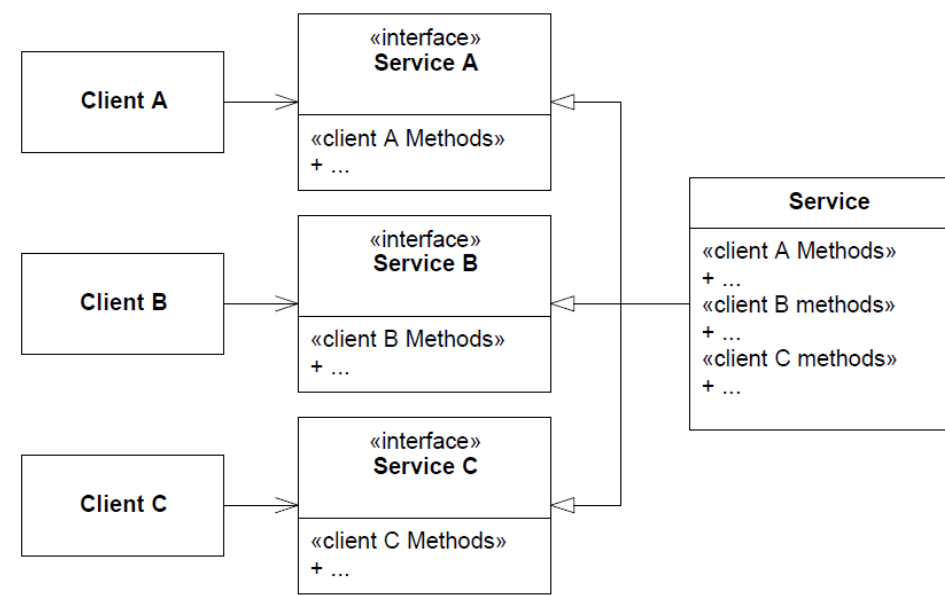 Client A
«interface»
Service A
«client A Methods»
+ ...
Client B
«interface»
Service B
«client B Methods»
+ ...
Client C
«interface»
Service C
«client C Methods»
+ ...
Service
«client A Methods»
+ ...
«client B methods»
+ ...
«client C methods»
+ ...